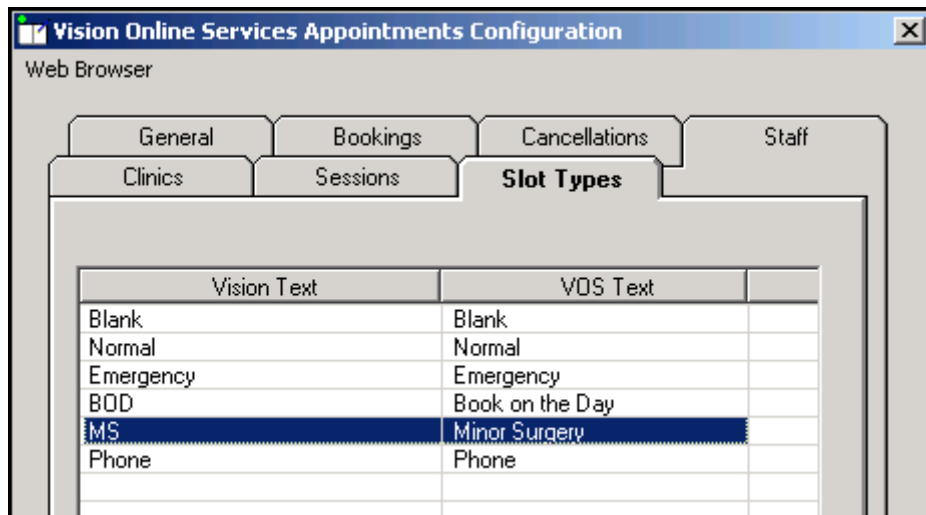 Vision Online Services Appointments Configuration
Web Browser
General Bookings Cancellations Staff
Clinics Sessions Slot Types
Vision Text VOS Text
Blank Blank
Normal Normal
Emergency Emergency
BOD Book on the Day
MS Minor Surgery
Phone Phone